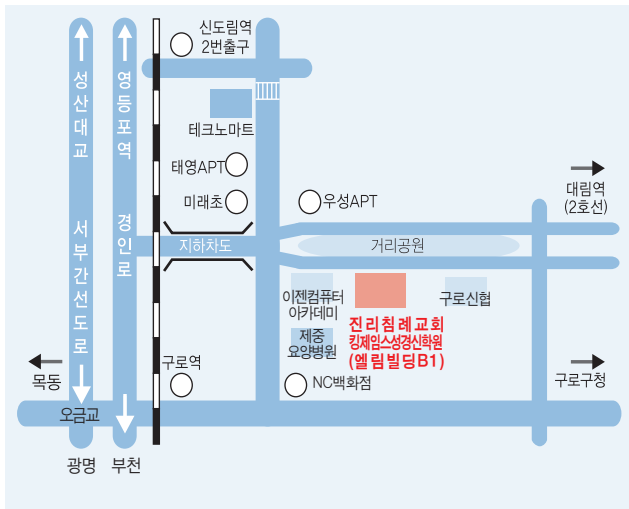 신도림역
2번출구
성산대교
영등포역
테크노마트
태영APT
미래초
우성APT
대림역
(2호선)
서부간선도로
경인로
지하차도
거리공원
이젠컴퓨터
아카데미
구로신협
진리침례교회
킹제임스성경신학원
(엘림빌딩B1)
제중
요양병원
구로역
NC백화점
목동
구로구청
오금교
광명
부천